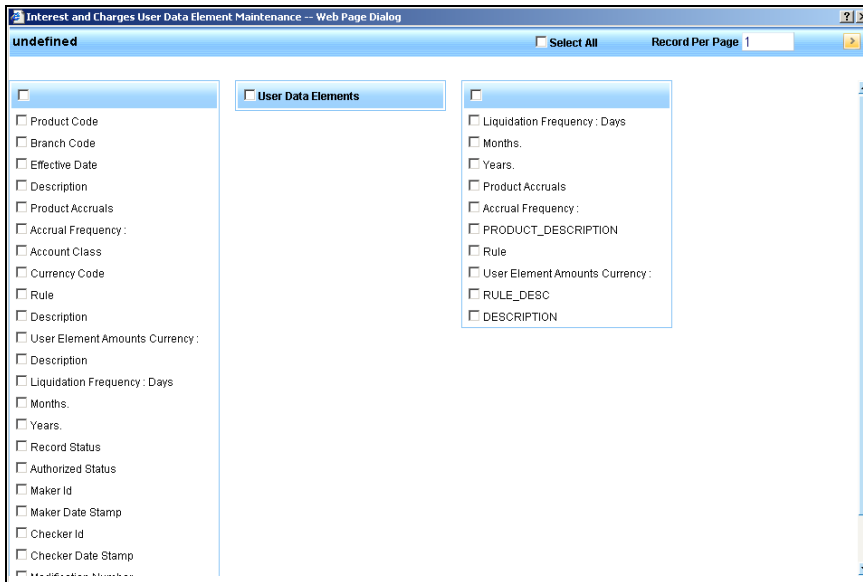 Interest and Charges User Data Element Maintenance -- Web Page Dialog
undefined Select All Record Per Page 1
Product Code
Branch Code
Effective Date
Description
Product Accruals
Accrual Frequency :
Account Class
Currency Code
Rule
Description
User Element Amounts Currency :
Description
Liquidation Frequency : Days
Months.
Years.
Record Status
Authorized Status
Maker Id
Maker Date Stamp
Checker Id
Checker Date Stamp
Modification Number
User Data Elements
Liquidation Frequency : Days
Months.
Years.
Product Accruals
Accrual Frequency :
PRODUCT_DESCRIPTION
Rule
User Element Amounts Currency :
RULE_DESC
DESCRIPTION